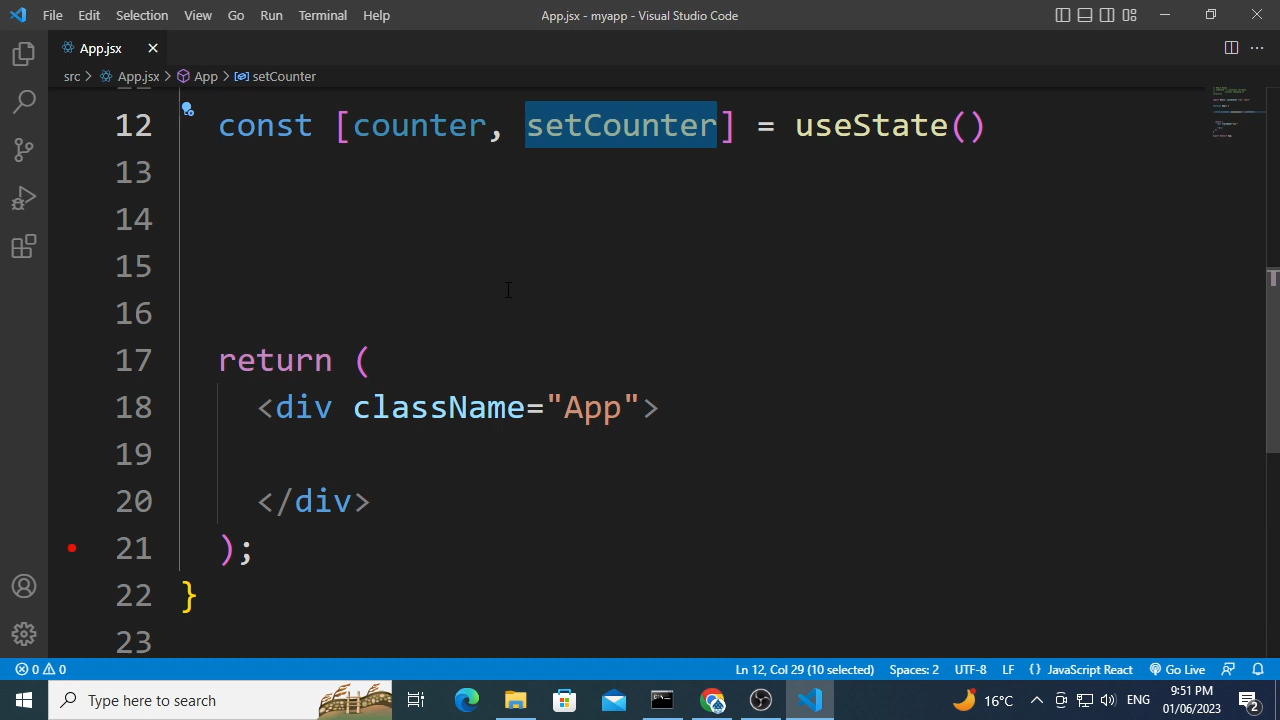 File Edit Selection View Go Run Terminal Help App.jsx - myapp - Visual Studio Code
App.jsx
src > App.jsx > App > setCounter
12 const [counter, setCounter] = useState()
13
14
15
16
17 return (
18 <div className="App">
19
20 </div>
21 );
22 }
23
0 0 Ln 12, Col 29 (10 selected) Spaces: 2 UTF-8 LF {} JavaScript React Go Live
Type here to search 16°C ENG 9:51 PM
01/06/2023 2